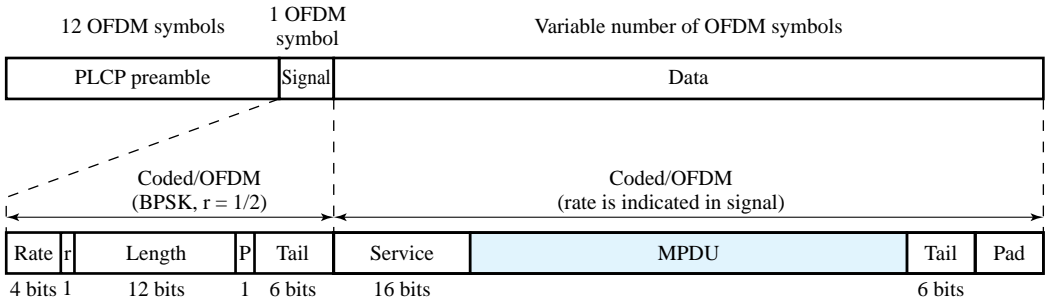 12 OFDM symbols
1 OFDM
symbol
Variable number of OFDM symbols
PLCP preamble
Signal
Data
Coded/OFDM
(BPSK, r = 1/2)
Coded/OFDM
(rate is indicated in signal)
Rate
r
Length
P
Tail
Service
MPDU
Tail
Pad
4 bits
1
12 bits
1
6 bits
16 bits
6 bits